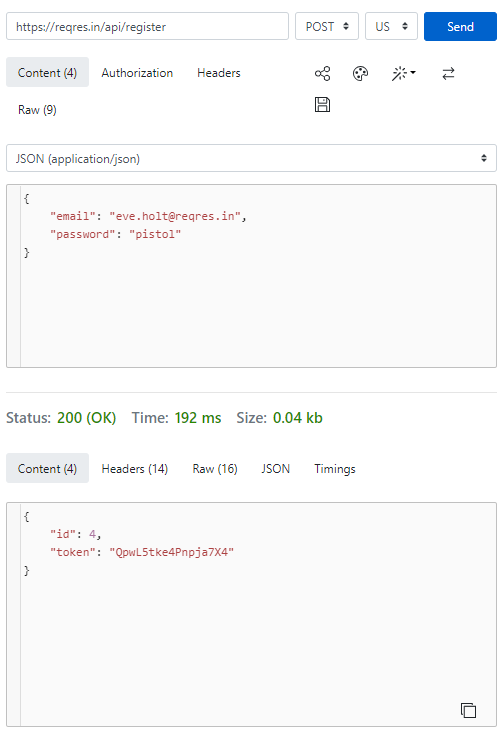 https://reqres.in/api/register POST US Send
Content (4) Authorization Headers
Raw (9)
JSON (application/json)
{
"email": "eve.holt@reqres.in",
"password": "pistol"
}
Status: 200 (OK) Time: 192 ms Size: 0.04 kb
Content (4) Headers (14) Raw (16) JSON Timings
{
"id": 4,
"token": "QpwL5tke4Pnpja7X4"
}